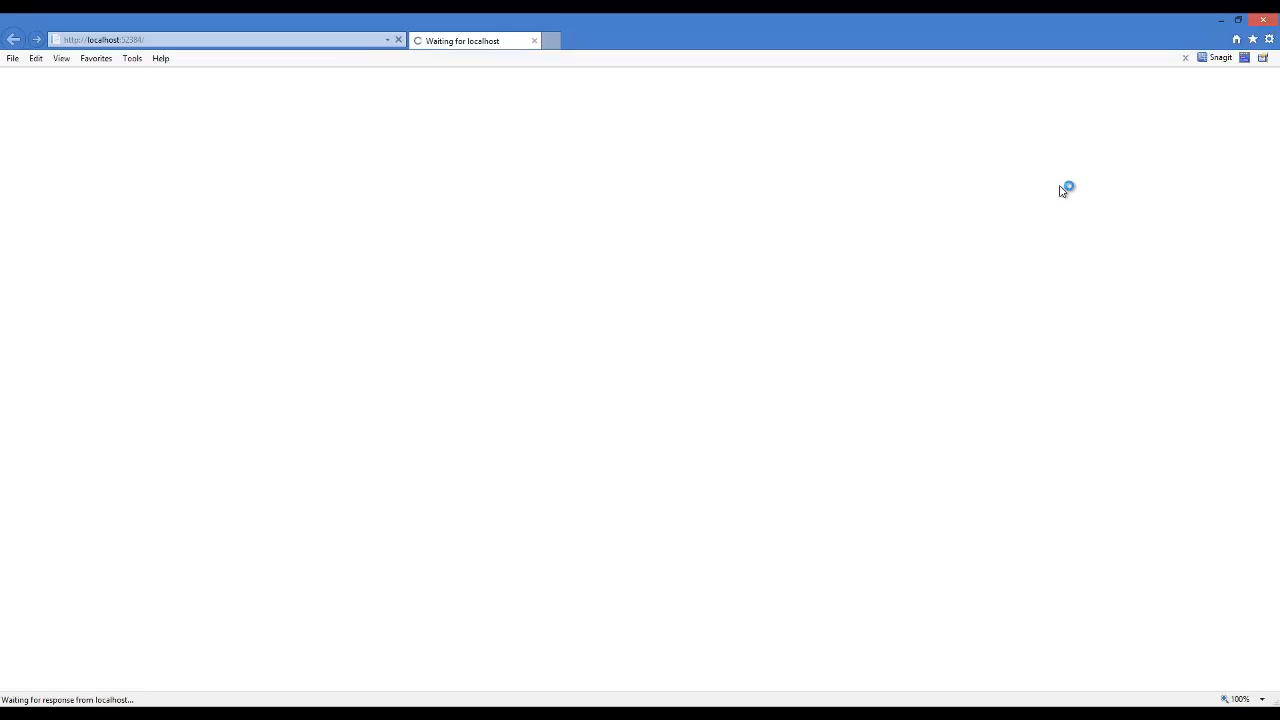 http://localhost:52384/
Waiting for localhost
File Edit View Favorites Tools Help
Snagit
Waiting for response from localhost...
100%